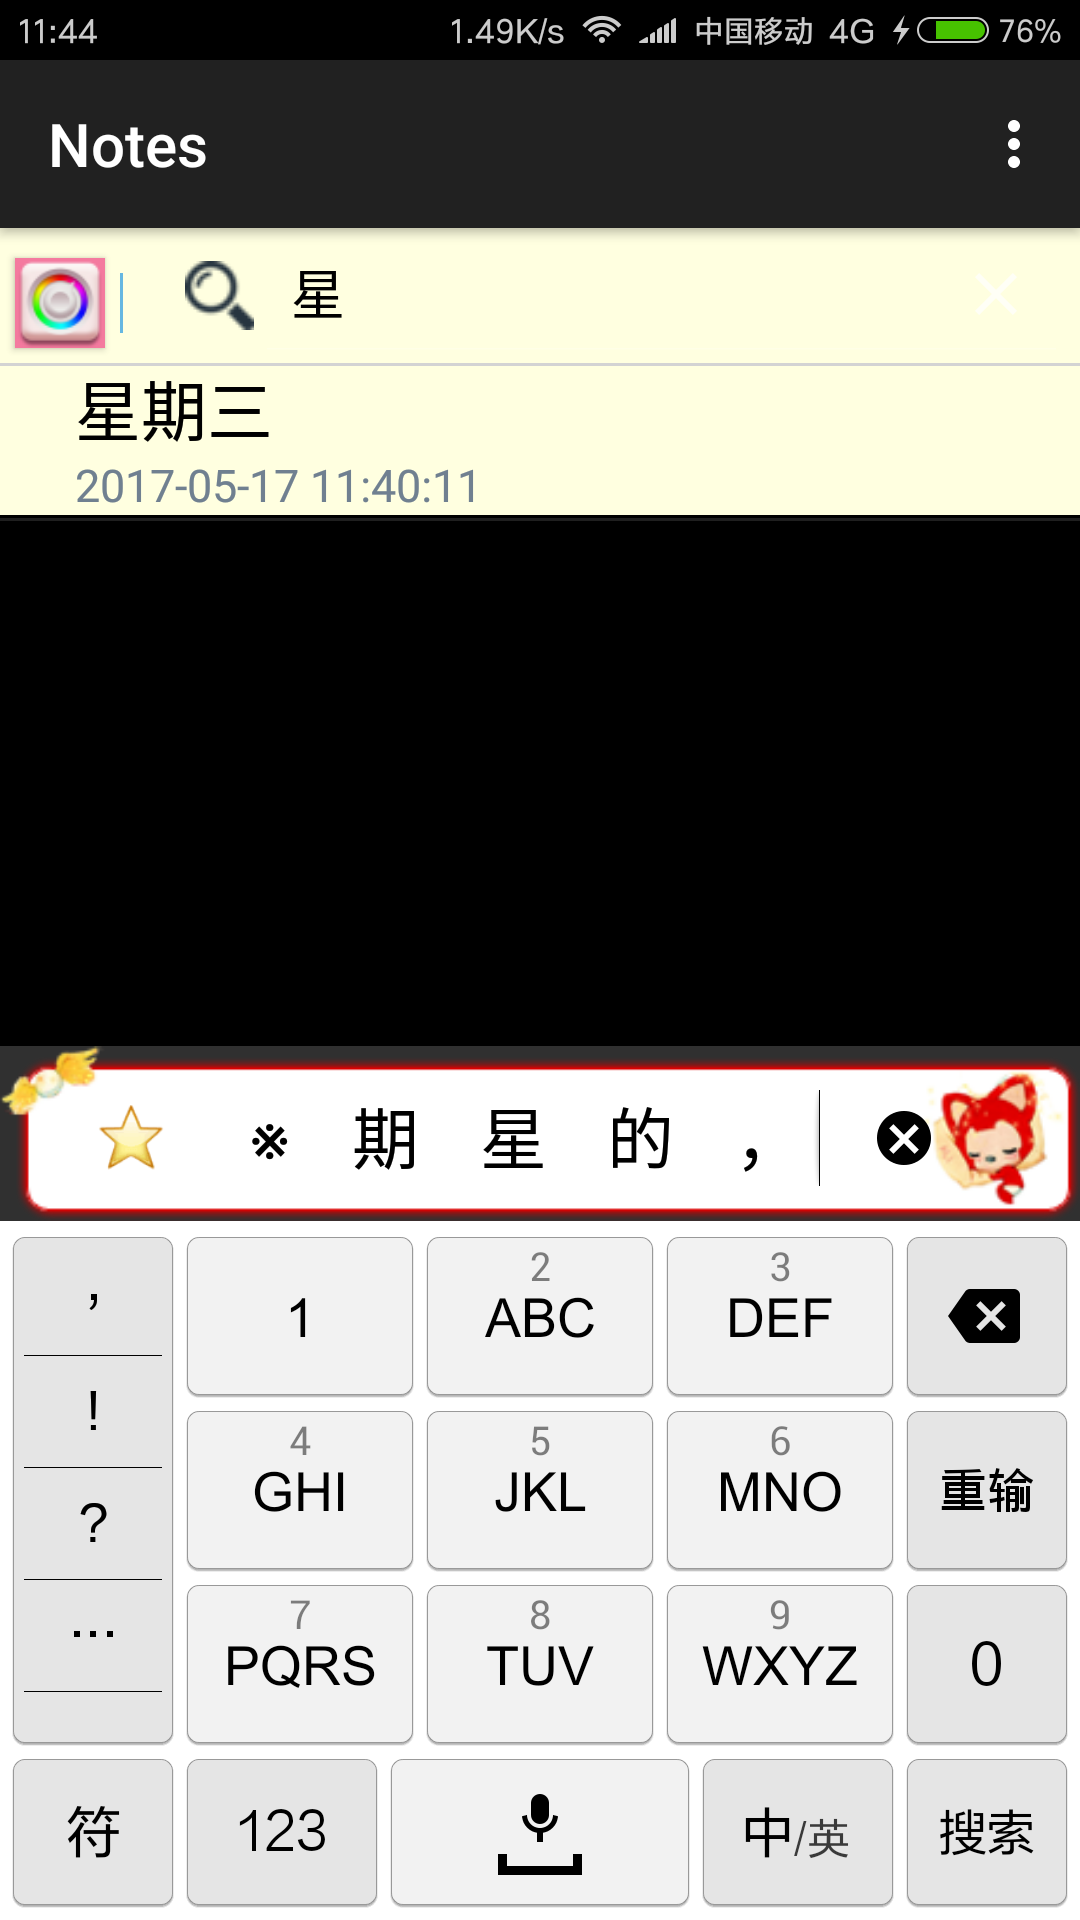 11:44 1.49K/s 中国移动 4G 76%
Notes
星
星期三
2017-05-17 11:40:11
※ 期 星 的 ，
， 1 2 ABC 3 DEF
! 4 GHI 5 JKL 6 MNO 重输
? 7 PQRS 8 TUV 9 WXYZ 0
...
符 123 中/英 搜索